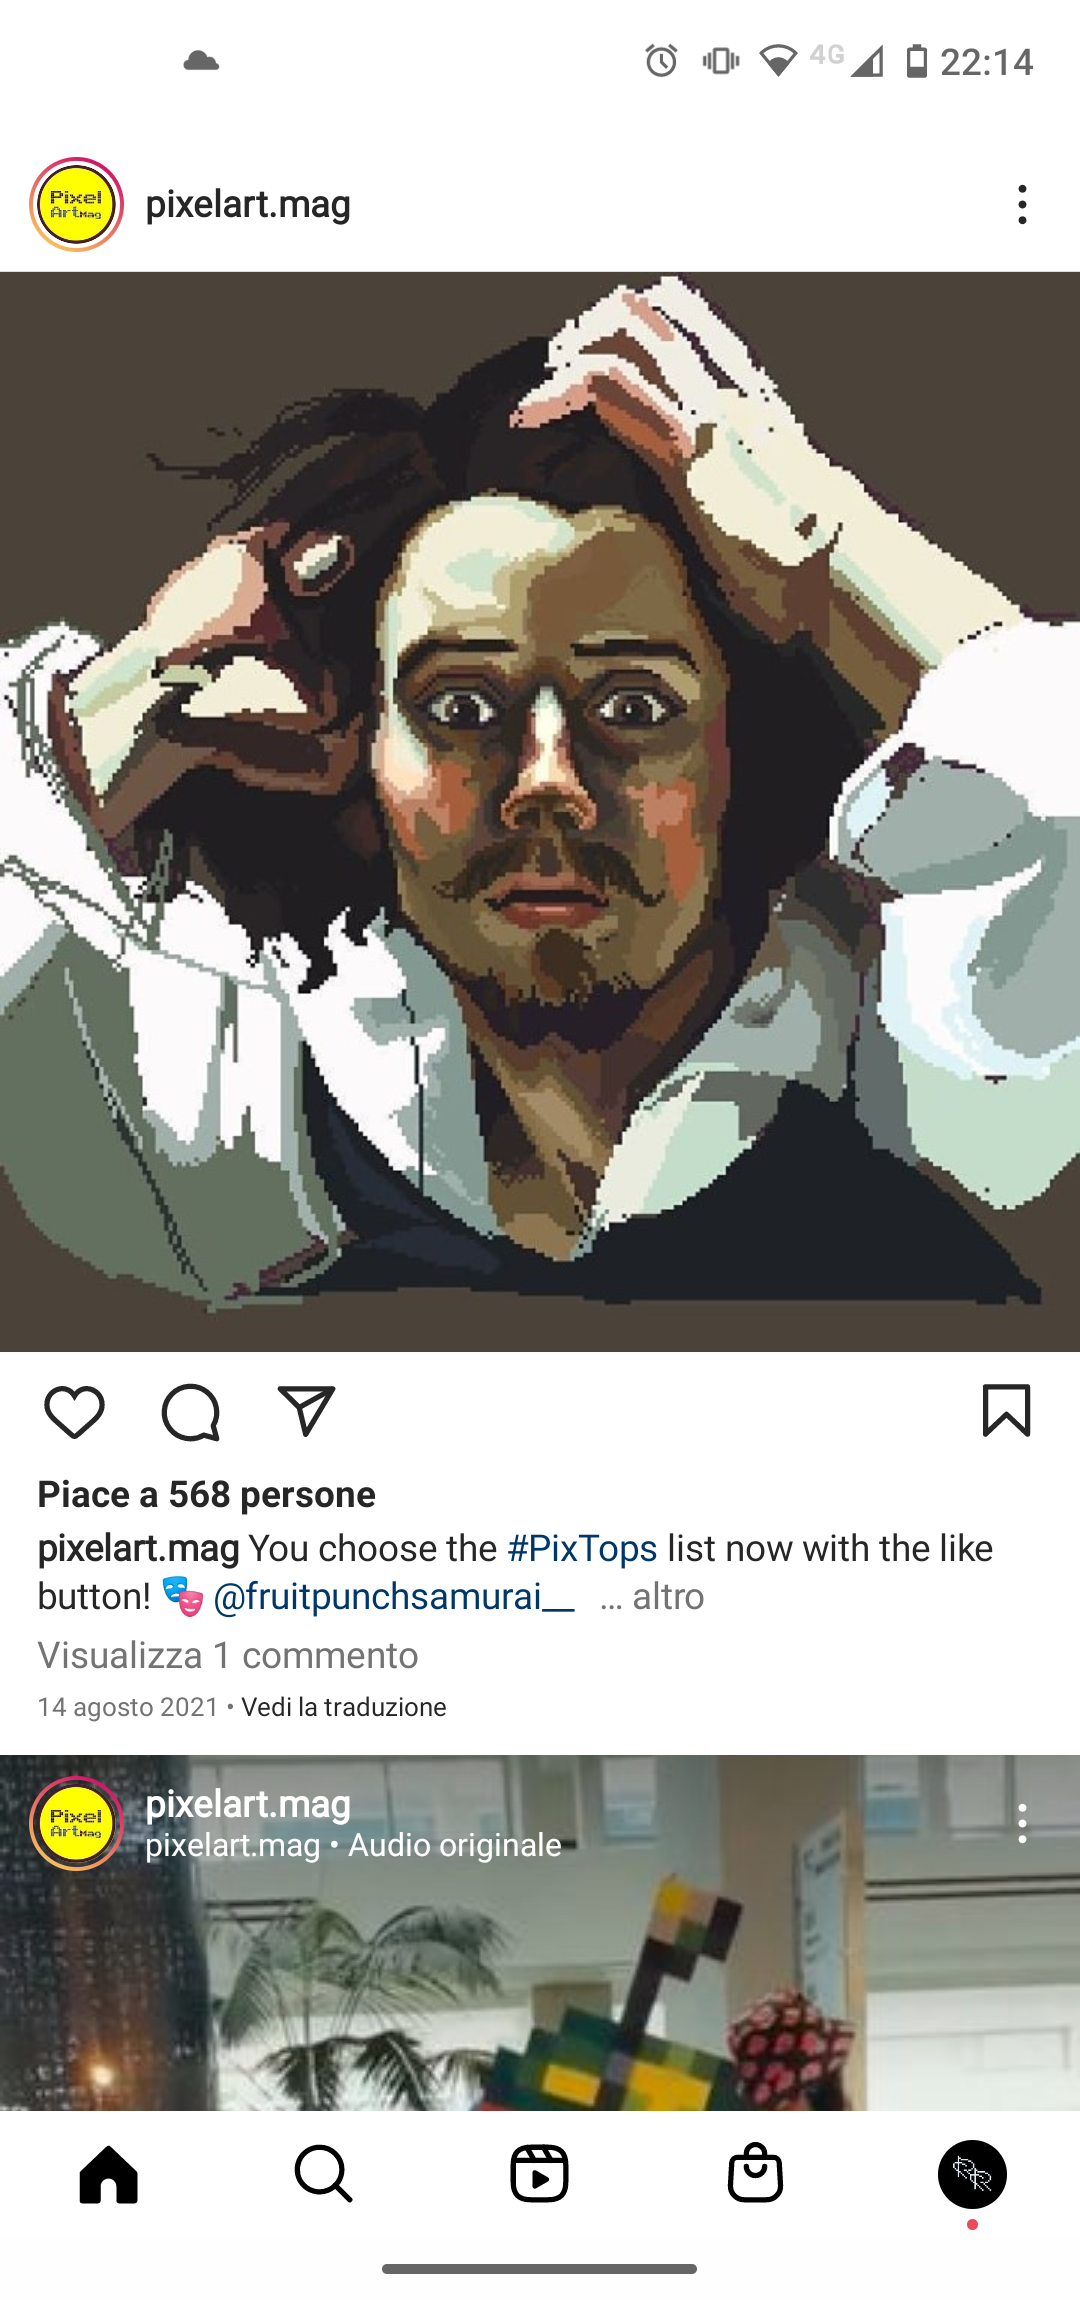 4G 22:14
Pixel
ArtMag
pixelart.mag
Piace a 568 persone
pixelart.mag You choose the #PixTops list now with the like
button! 🎭 @fruitpunchsamurai__ ... altro
Visualizza 1 commento
14 agosto 2021 • Vedi la traduzione
Pixel
ArtMag
pixelart.mag
pixelart.mag • Audio originale